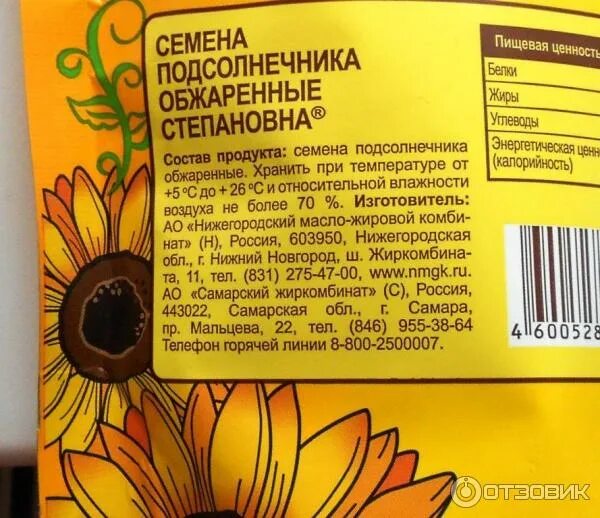 СЕМЕНА
ПОДСОЛНЕЧНИКА
ОБЖАРЕННЫЕ
СТЕПАНОВНА®
Состав продукта: семена подсолнечника
обжаренные. Хранить при температуре от
+5 °С до + 26 °С и относительной влажности
воздуха не более 70 %. Изготовитель:
АО «Нижегородский масло-жировой комби-
нат» (Н), Россия, 603950, Нижегородская
обл., г. Нижний Новгород, ш. Жиркомбина-
та, 11, тел. (831) 275-47-00, www.nmgk.ru.
АО «Самарский жиркомбинат» (С), Россия,
443022, Самарская обл., г. Самара,
пр. Мальцева, 22, тел. (846) 955-38-64
Телефон горячей линии 8-800-2500007.
Пищевая ценность
Белки
Жиры
Углеводы
Энергетическая ценн
(калорийность)
4 600528
ОТЗОВИК